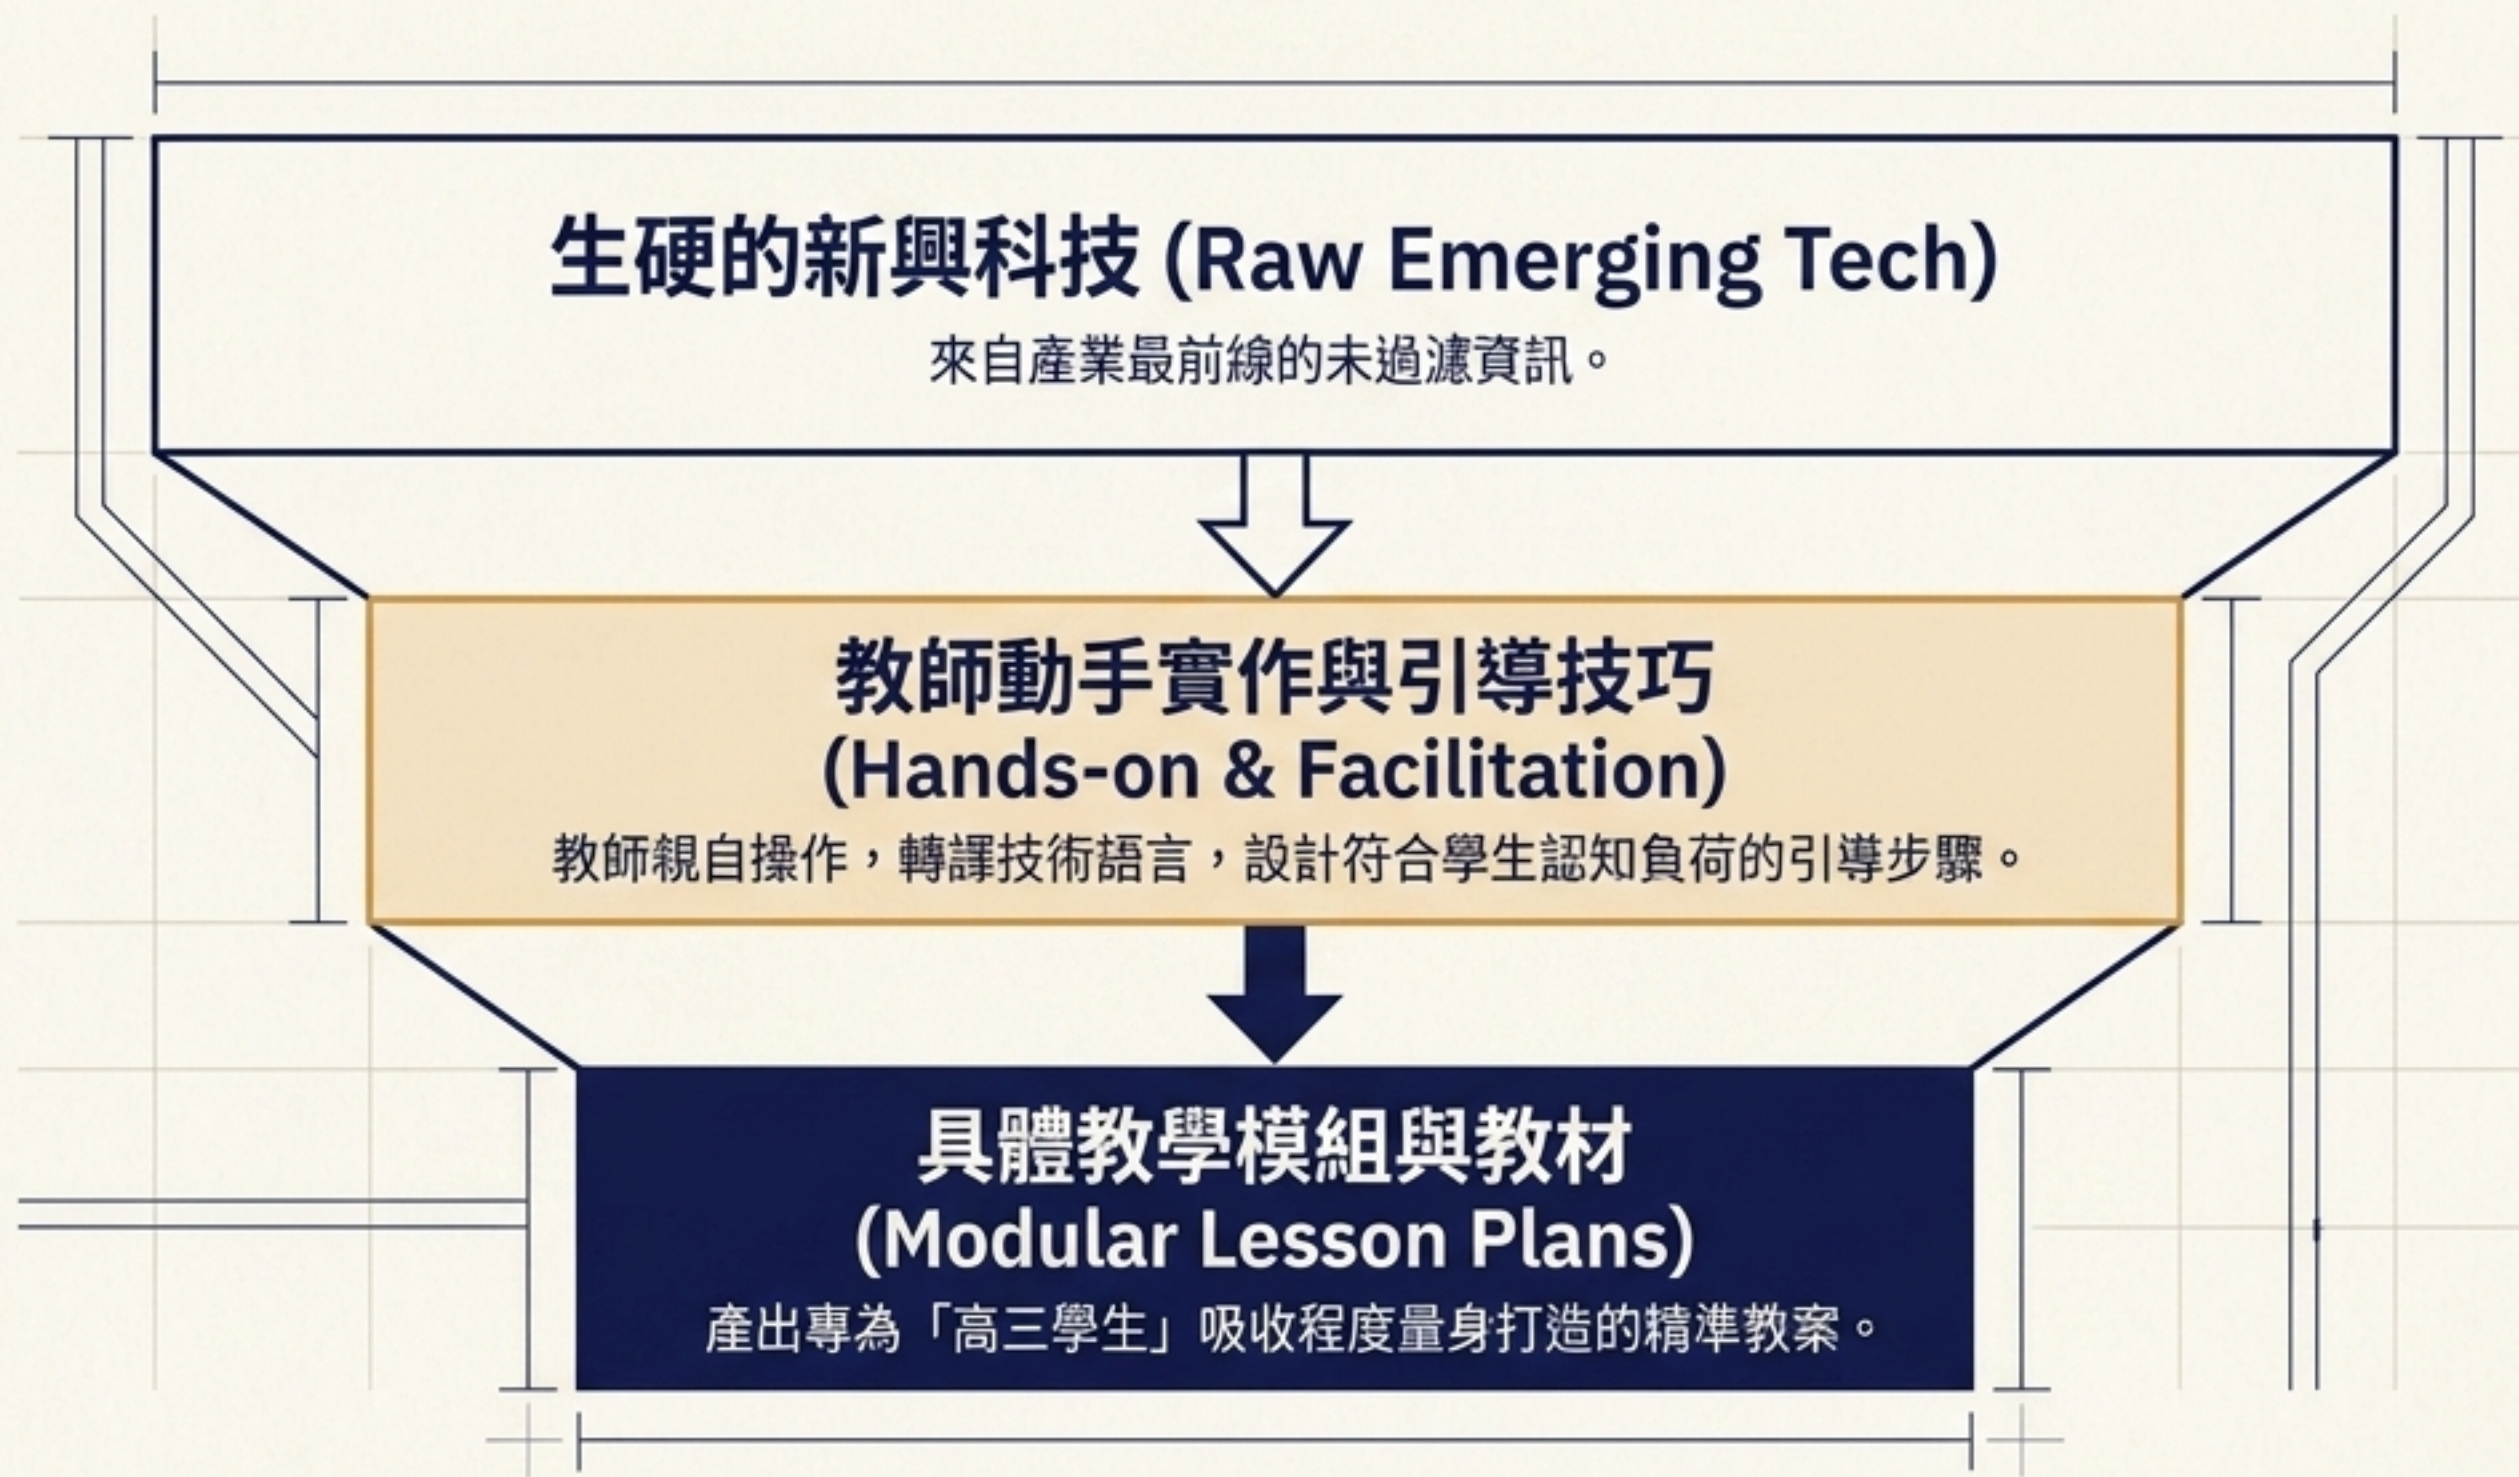 生硬的新興科技 (Raw Emerging Tech)
來自產業最前線的未過濾資訊。
教師動手實作與引導技巧
(Hands-on & Facilitation)
教師親自操作，轉譯技術語言，設計符合學生認知負荷的引導步驟。
具體教學模組與教材
(Modular Lesson Plans)
產出專為「高三學生」吸收程度量身打造的精準教案。